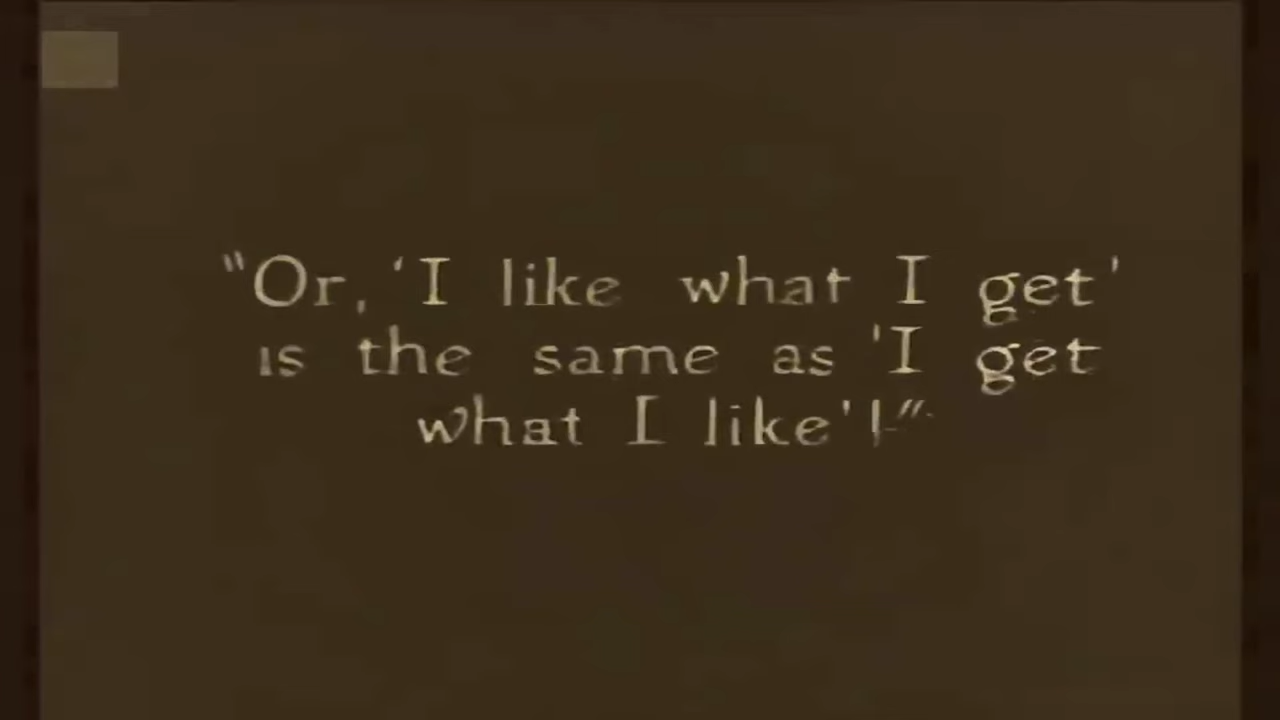 "Or, 'I like what I get'
is the same as 'I get
what I like'!"